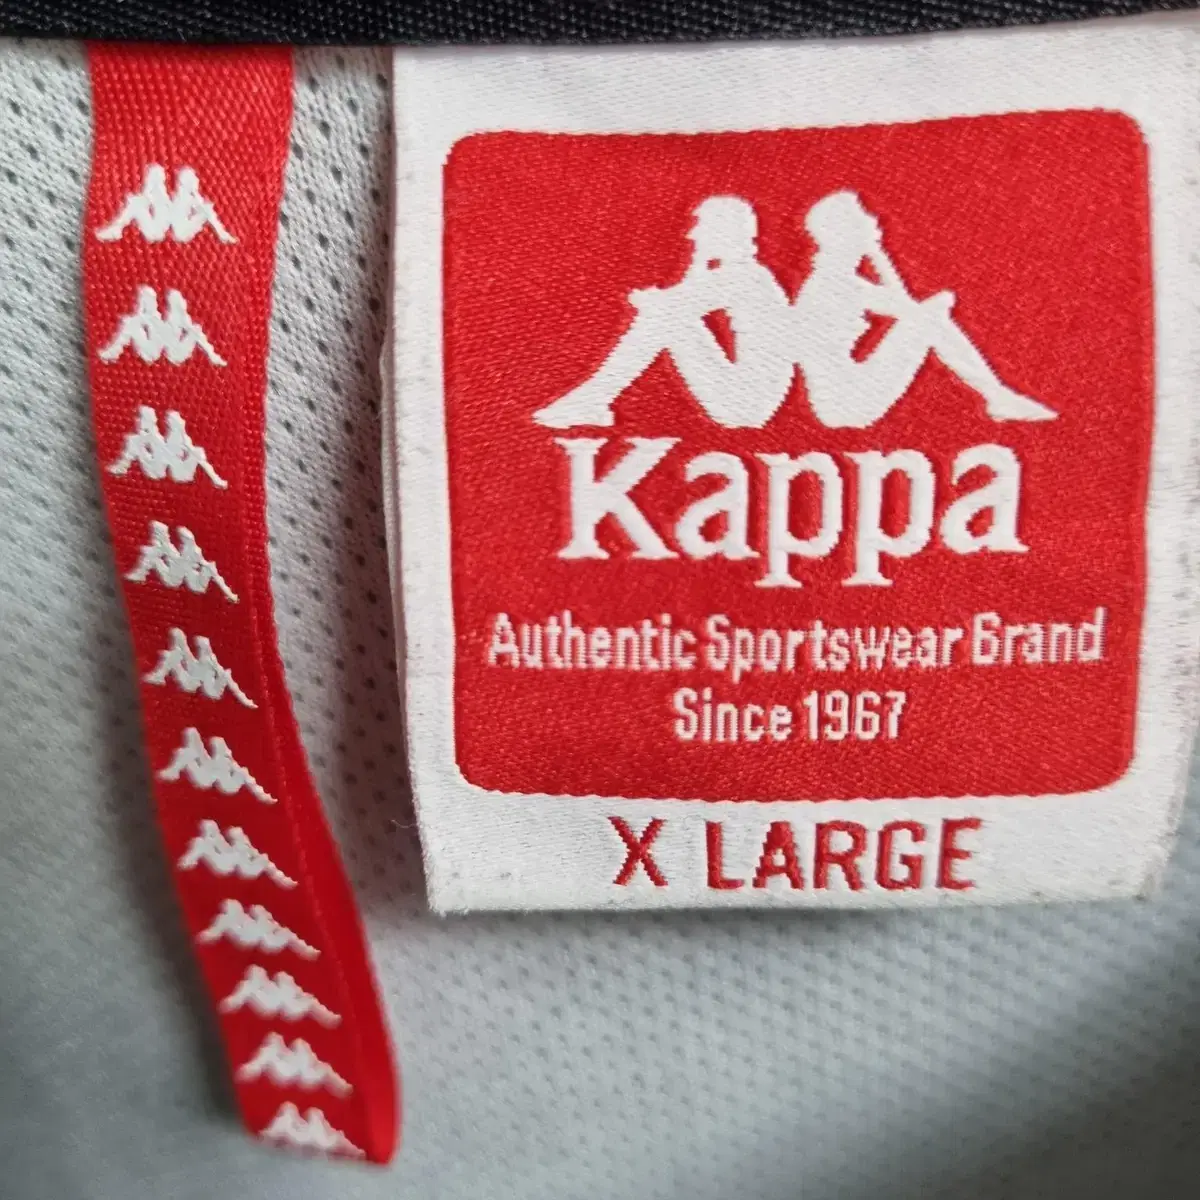 Kappa
Authentic Sportswear Brand
Since 1967
X LARGE